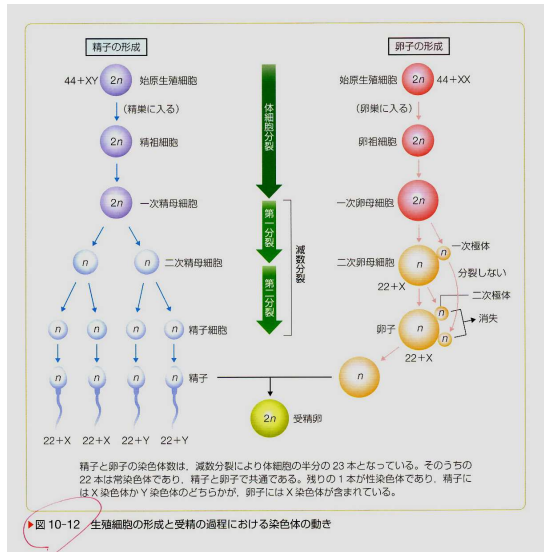 精子の形成
卵子の形成
44+XY 2n 始原生殖細胞
始原生殖細胞 2n 44+XX
(精巣に入る)
(卵巣に入る)
体細胞分裂
2n 精祖細胞
卵祖細胞 2n
2n 一次精母細胞
一次卵母細胞 2n
第一分裂
減数分裂
n n 二次精母細胞
二次卵母細胞 n
22+X
n 一次極体
分裂しない
第二分裂
n 二次極体
n
消失
n n n n 精子細胞
卵子 n
22+X
n n n n 精子
n
2n 受精卵
22+X 22+X 22+Y 22+Y
精子と卵子の染色体数は,減数分裂により体細胞の半分の23本となっている。そのうちの
22本は常染色体であり,精子と卵子で共通である。残りの1本が性染色体であり,精子に
はX染色体かY染色体のどちらかが,卵子にはX染色体が含まれている。
▶図10-12 生殖細胞の形成と受精の過程における染色体の動き